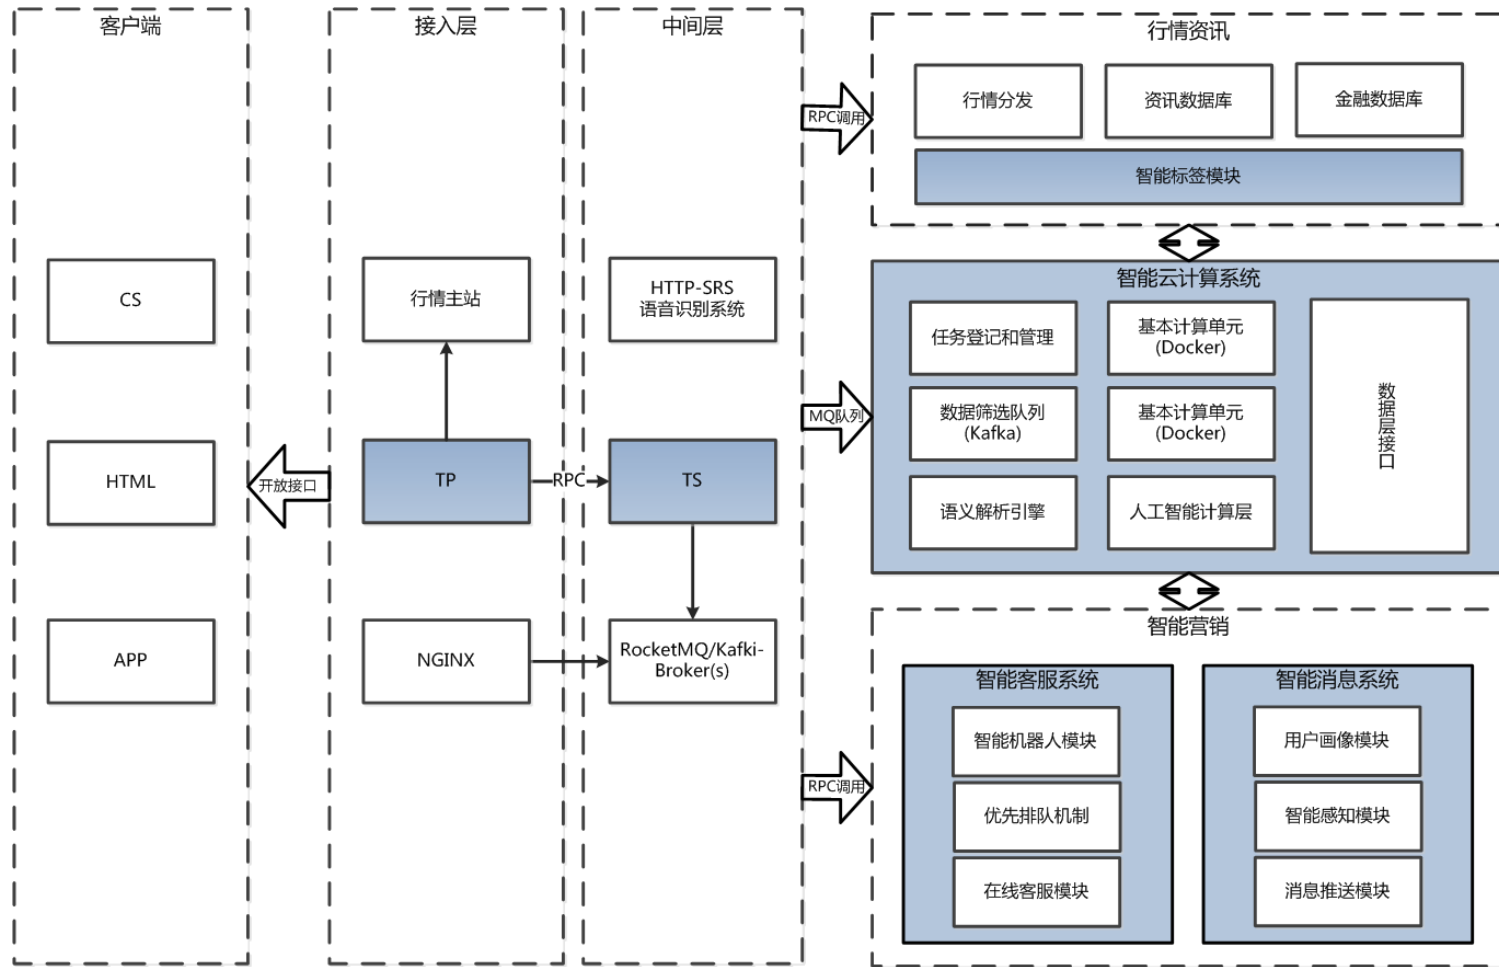 客户端
CS
HTML
APP
开放接口
接入层
行情主站
TP
NGINX
RPC
中间层
HTTP-SRS
语音识别系统
TS
RocketMQ/Kafki-
Broker(s)
RPC调用
MQ队列
RPC调用
行情资讯
行情分发
资讯数据库
金融数据库
智能标签模块
智能云计算系统
任务登记和管理
基本计算单元
(Docker)
数据筛选队列
(Kafka)
基本计算单元
(Docker)
语义解析引擎
人工智能计算层
数据层接口
智能营销
智能客服系统
智能机器人模块
优先排队机制
在线客服模块
智能消息系统
用户画像模块
智能感知模块
消息推送模块